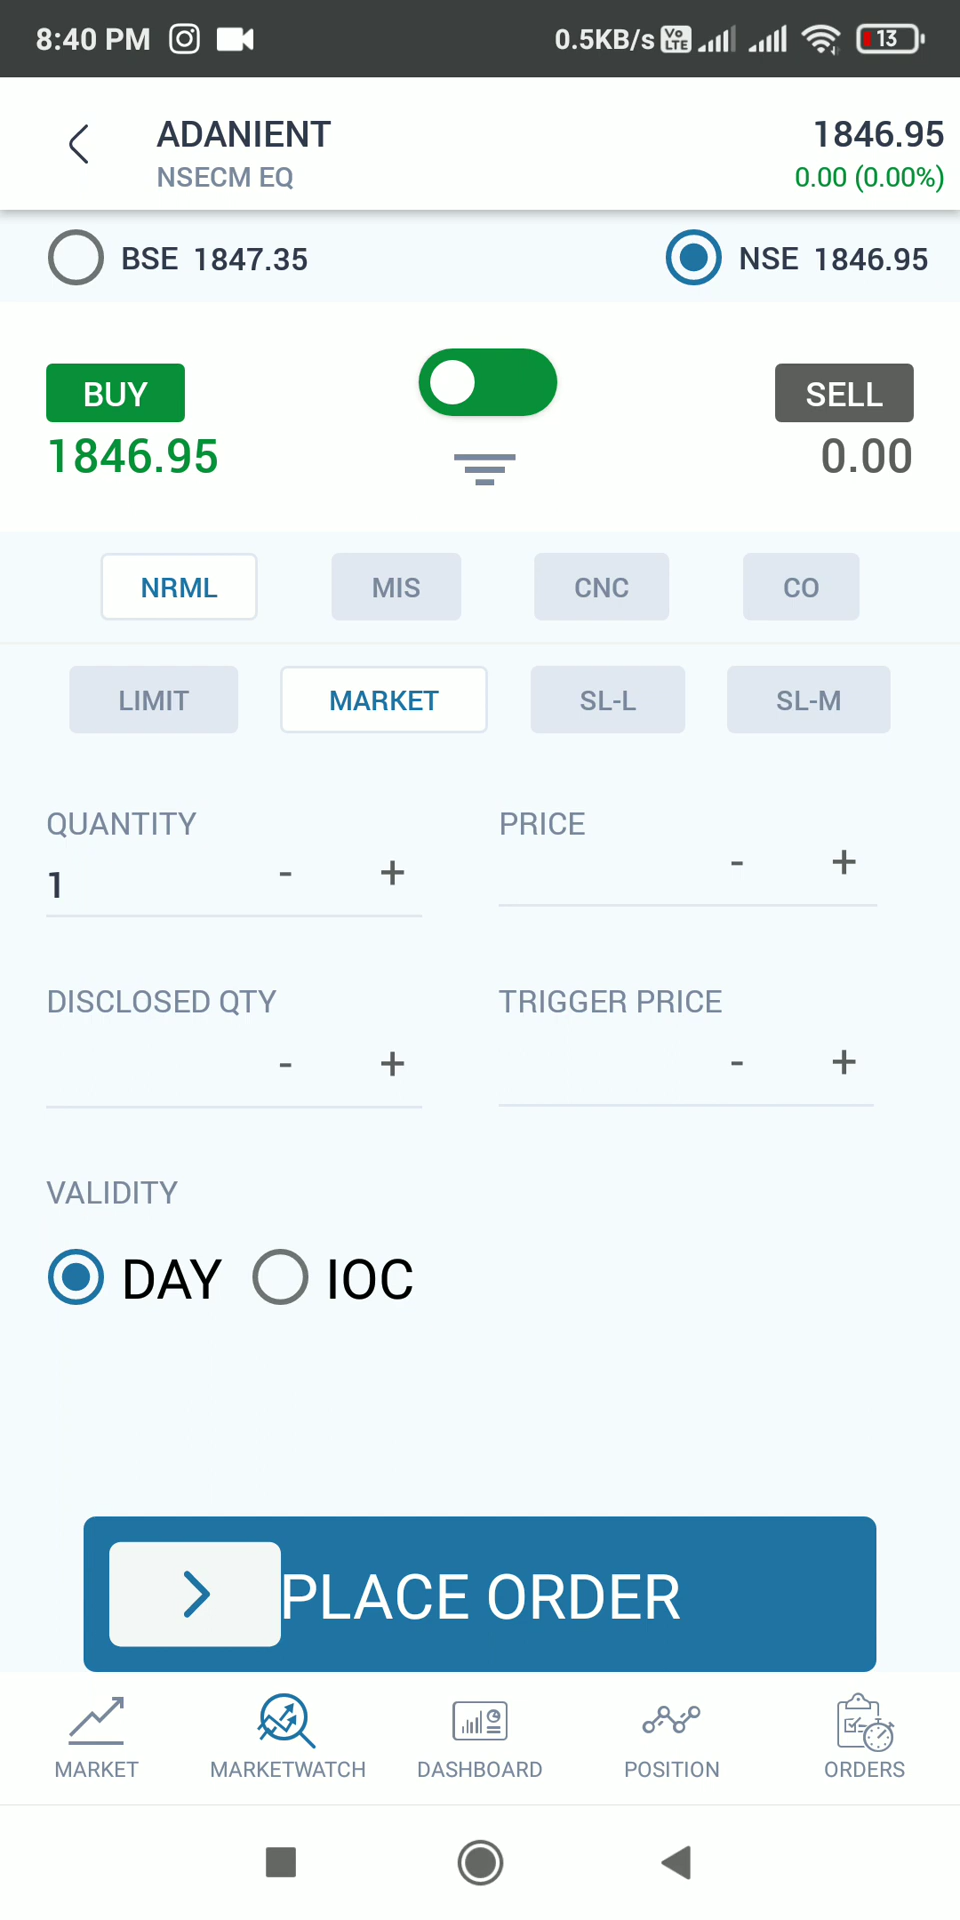 8:40 PM 0.5KB/s Vo LTE 13
ADANIENT 1846.95
NSECM EQ 0.00 (0.00%)
BSE 1847.35 NSE 1846.95
BUY SELL
1846.95 0.00
NRML MIS CNC CO
LIMIT MARKET SL-L SL-M
QUANTITY PRICE
1 - + - +
DISCLOSED QTY TRIGGER PRICE
- + - +
VALIDITY
DAY IOC
PLACE ORDER
MARKET MARKETWATCH DASHBOARD POSITION ORDERS